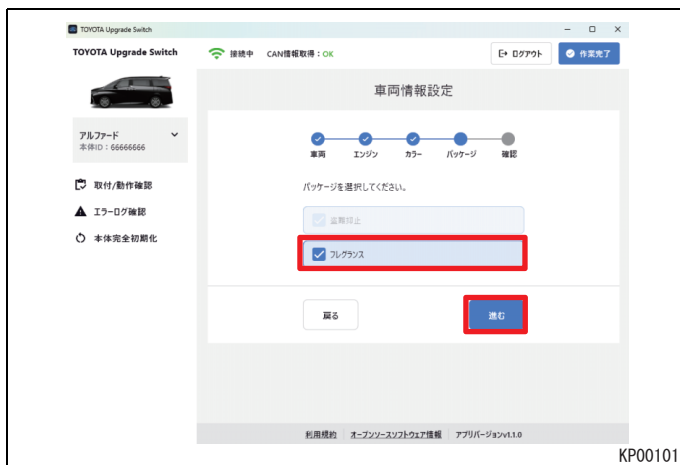 TOYOTA Upgrade Switch
TOYOTA Upgrade Switch 接続中 CAN情報取得：OK ログアウト 作業完了
車両情報設定
アルファード
本体ID：66666666
車両 エンジン カラー パッケージ 確認
取付/動作確認
パッケージを選択してください。
エラーログ確認
盗難抑止
本体完全初期化
フレグランス
戻る 進む
利用規約 オープンソースソフトウェア情報 アプリバージョンv1.1.0
KP00101